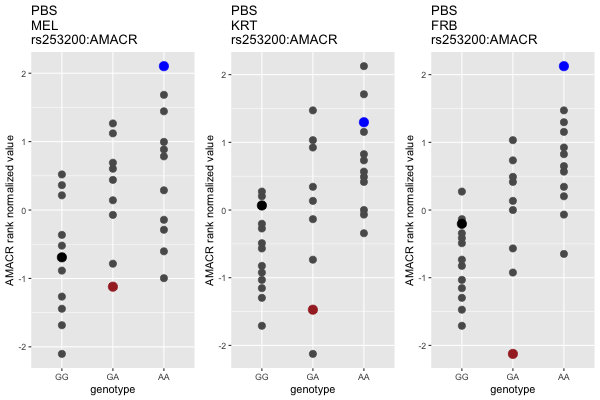 PBS
MEL
rs253200:AMACR
AMACR rank normalized value
2
1
0
-1
-2
GG GA AA
genotype
PBS
KRT
rs253200:AMACR
AMACR rank normalized value
2
1
0
-1
-2
GG GA AA
genotype
PBS
FRB
rs253200:AMACR
AMACR rank normalized value
2
1
0
-1
-2
GG GA AA
genotype